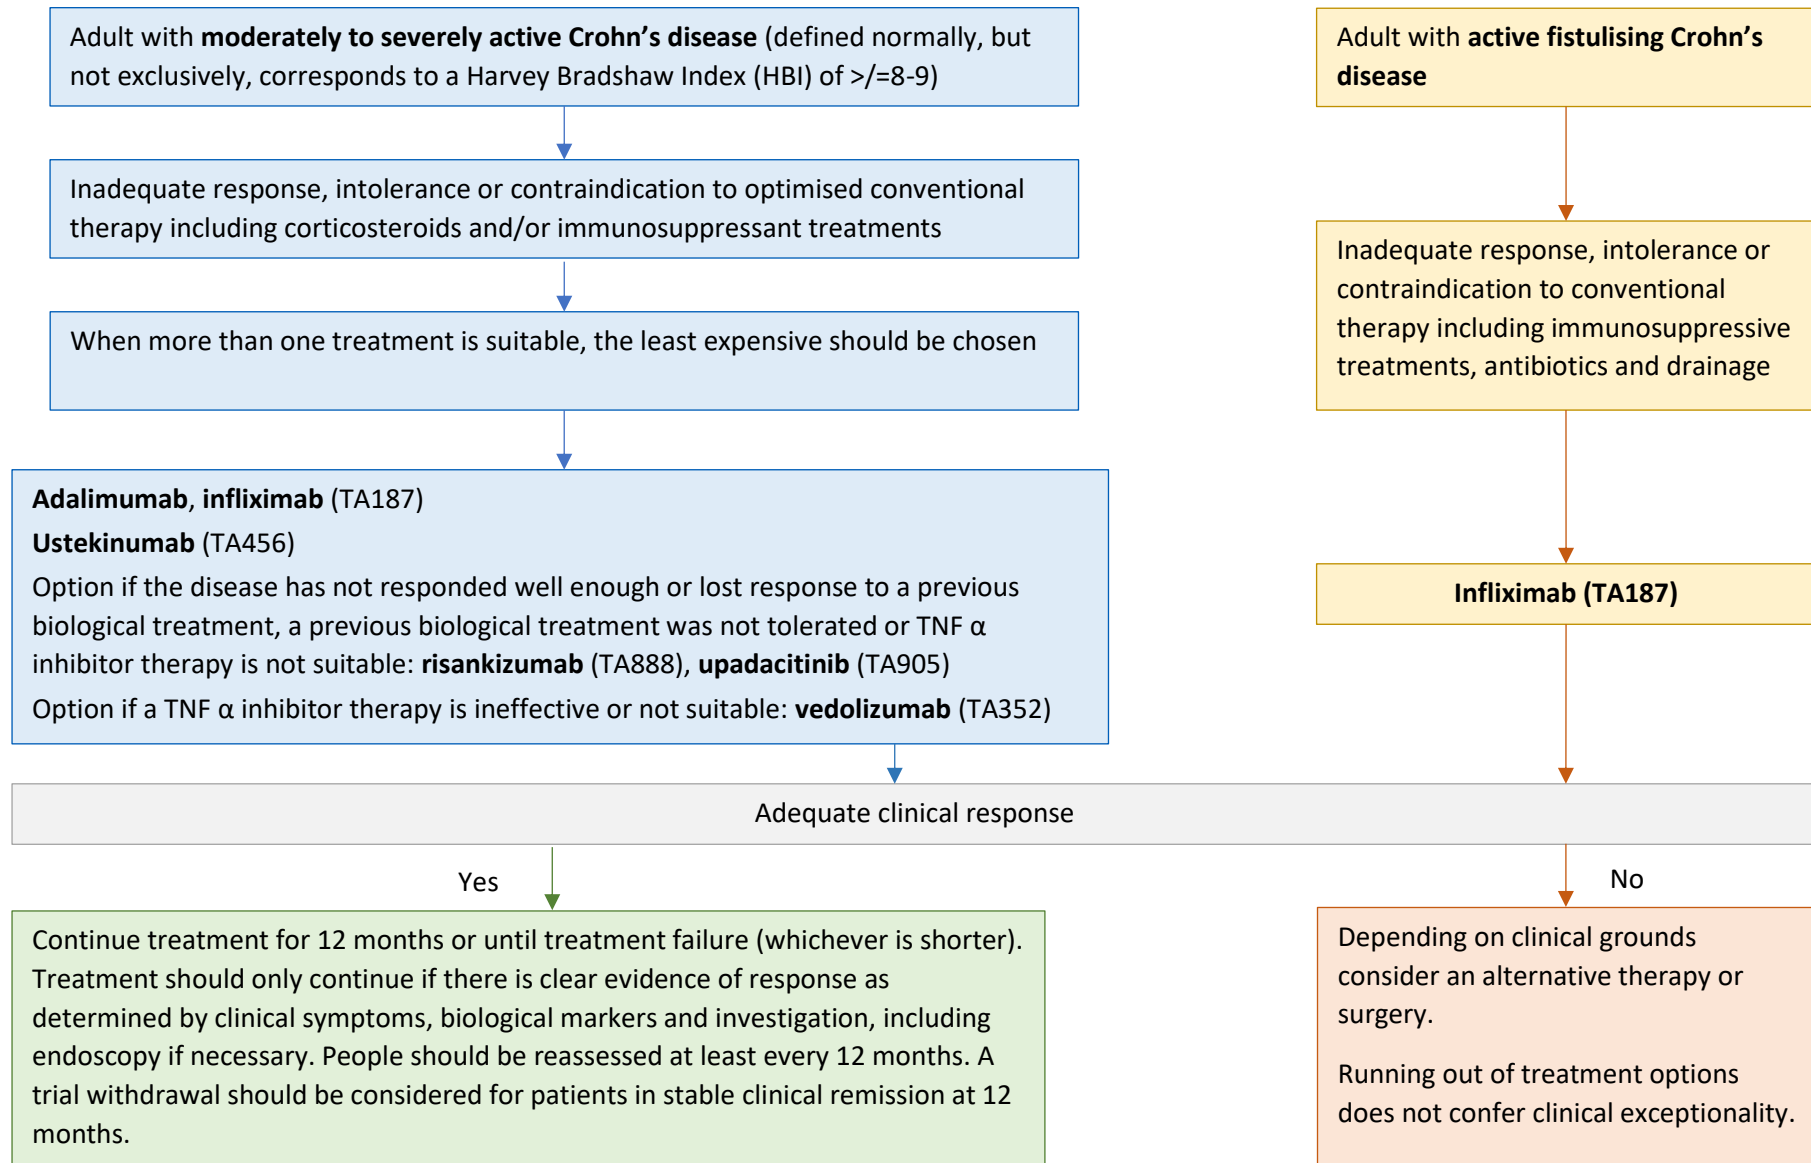 Adult with moderately to severely active Crohn’s disease (defined normally, but
not exclusively, corresponds to a Harvey Bradshaw Index (HBI) of >/=8-9)
Inadequate response, intolerance or contraindication to optimised conventional
therapy including corticosteroids and/or immunosuppressant treatments
When more than one treatment is suitable, the least expensive should be chosen
Adalimumab, infliximab (TA187)
Ustekinumab (TA456)
Option if the disease has not responded well enough or lost response to a previous
biological treatment, a previous biological treatment was not tolerated or TNF α
inhibitor therapy is not suitable: risankizumab (TA888), upadacitinib (TA905)
Option if a TNF α inhibitor therapy is ineffective or not suitable: vedolizumab (TA352)
Adult with active fistulising Crohn’s
disease
Inadequate response, intolerance or
contraindication to conventional
therapy including immunosuppressive
treatments, antibiotics and drainage
Infliximab (TA187)
Adequate clinical response
Yes
Continue treatment for 12 months or until treatment failure (whichever is shorter).
Treatment should only continue if there is clear evidence of response as
determined by clinical symptoms, biological markers and investigation, including
endoscopy if necessary. People should be reassessed at least every 12 months. A
trial withdrawal should be considered for patients in stable clinical remission at 12
months.
No
Depending on clinical grounds
consider an alternative therapy or
surgery.
Running out of treatment options
does not confer clinical exceptionality.